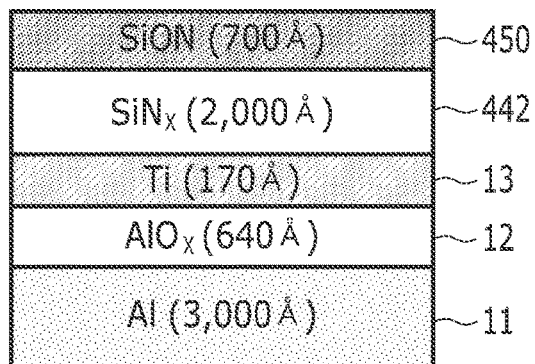 SiON (700Å) 450
SiNX (2,000Å) 442
Ti (170Å) 13
AlOX (640Å) 12
Al (3,000Å) 11